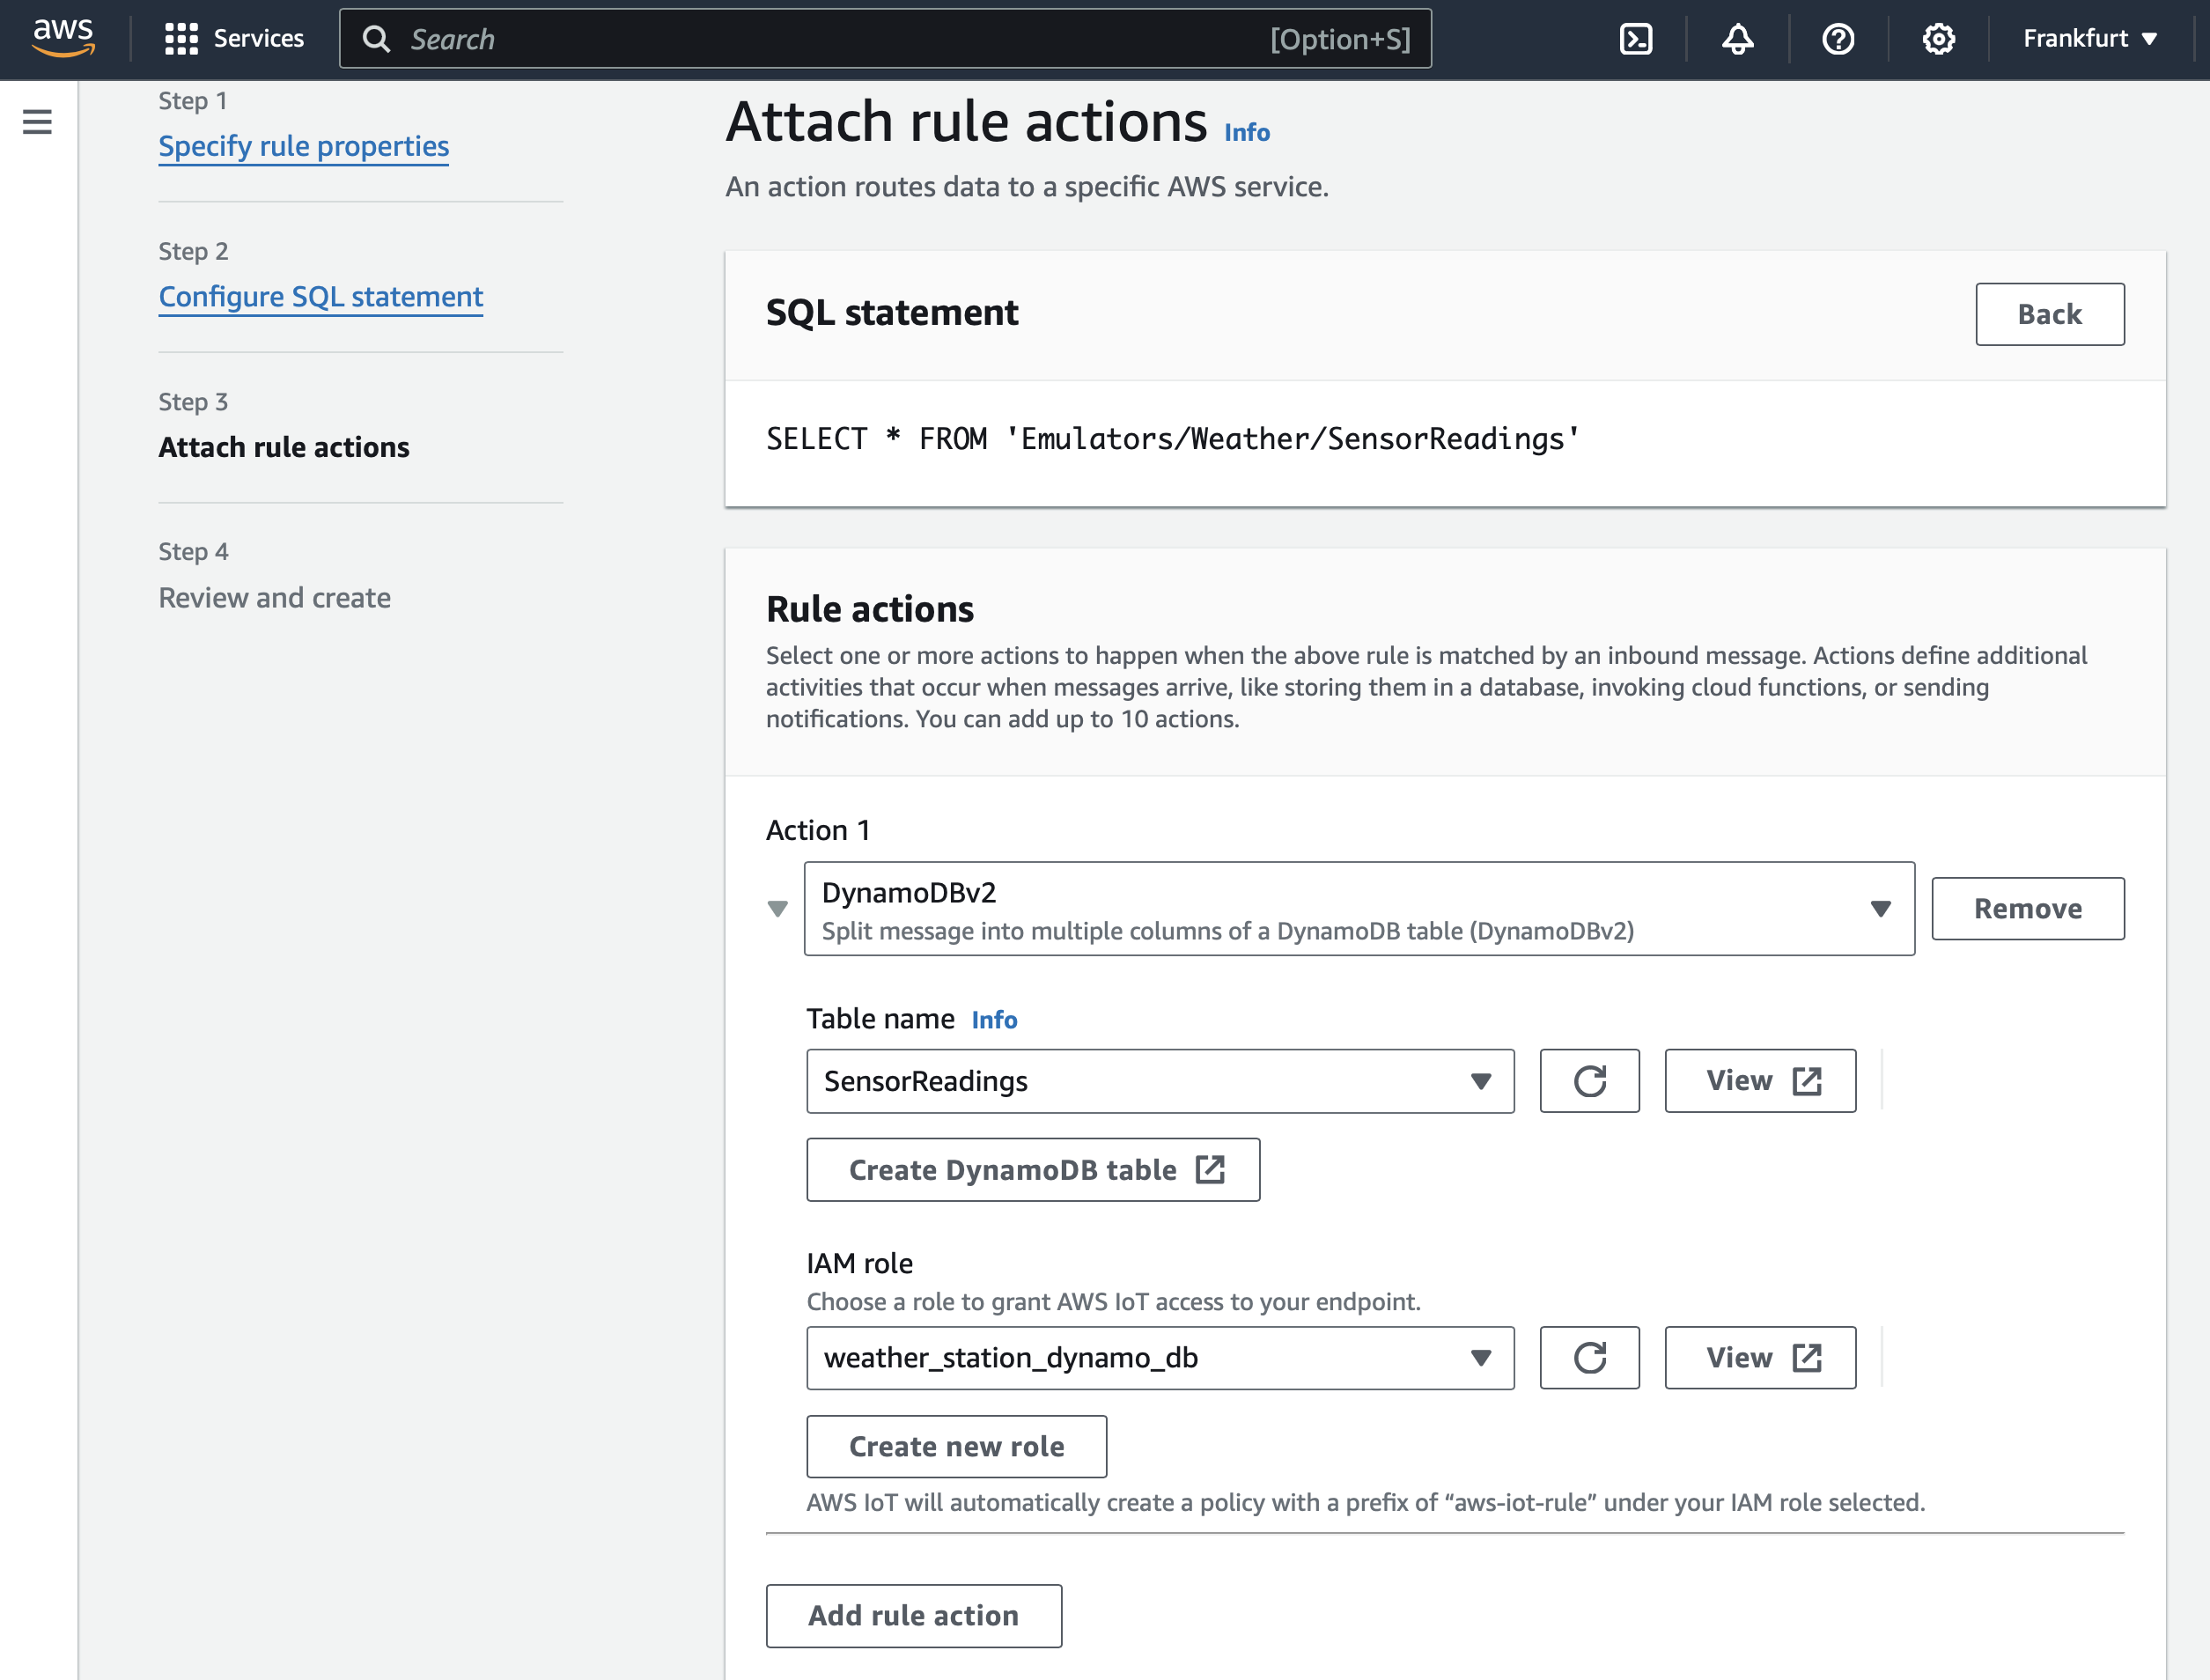 aws
Services
Search
[Option+S]
Frankfurt
Step 1
Specify rule properties
Step 2
Configure SQL statement
Step 3
Attach rule actions
Step 4
Review and create
Attach rule actions Info
An action routes data to a specific AWS service.
SQL statement
Back
SELECT * FROM 'Emulators/Weather/SensorReadings'
Rule actions
Select one or more actions to happen when the above rule is matched by an inbound message. Actions define additional
activities that occur when messages arrive, like storing them in a database, invoking cloud functions, or sending
notifications. You can add up to 10 actions.
Action 1
DynamoDBv2
Split message into multiple columns of a DynamoDB table (DynamoDBv2)
Remove
Table name Info
SensorReadings
View
Create DynamoDB table
IAM role
Choose a role to grant AWS IoT access to your endpoint.
weather_station_dynamo_db
View
Create new role
AWS IoT will automatically create a policy with a prefix of “aws-iot-rule” under your IAM role selected.
Add rule action